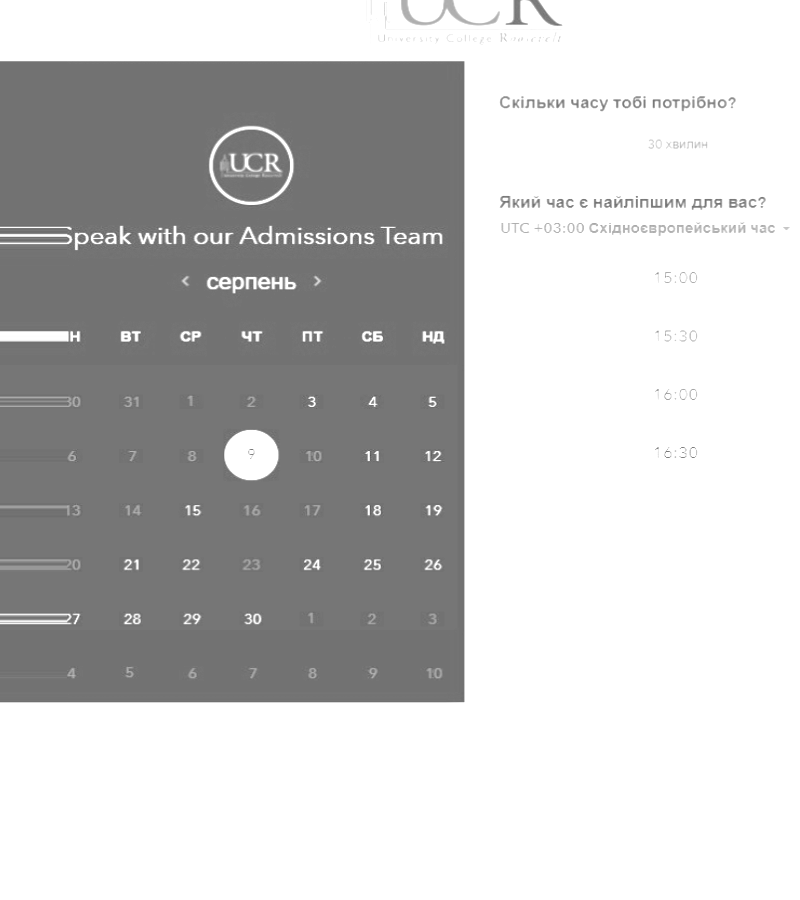 UCR
University College Roosevelt
UCR
University College Roosevelt
Speak with our Admissions Team
‹ серпень ›
Н ВТ СР ЧТ ПТ СБ НД
30 31 1 2 3 4 5
6 7 8 9 10 11 12
13 14 15 16 17 18 19
20 21 22 23 24 25 26
27 28 29 30 1 2 3
4 5 6 7 8 9 10
Скільки часу тобі потрібно?
30 хвилин
Який час є найліпшим для вас?
UTC +03:00 Східноєвропейський час
15:00
15:30
16:00
16:30